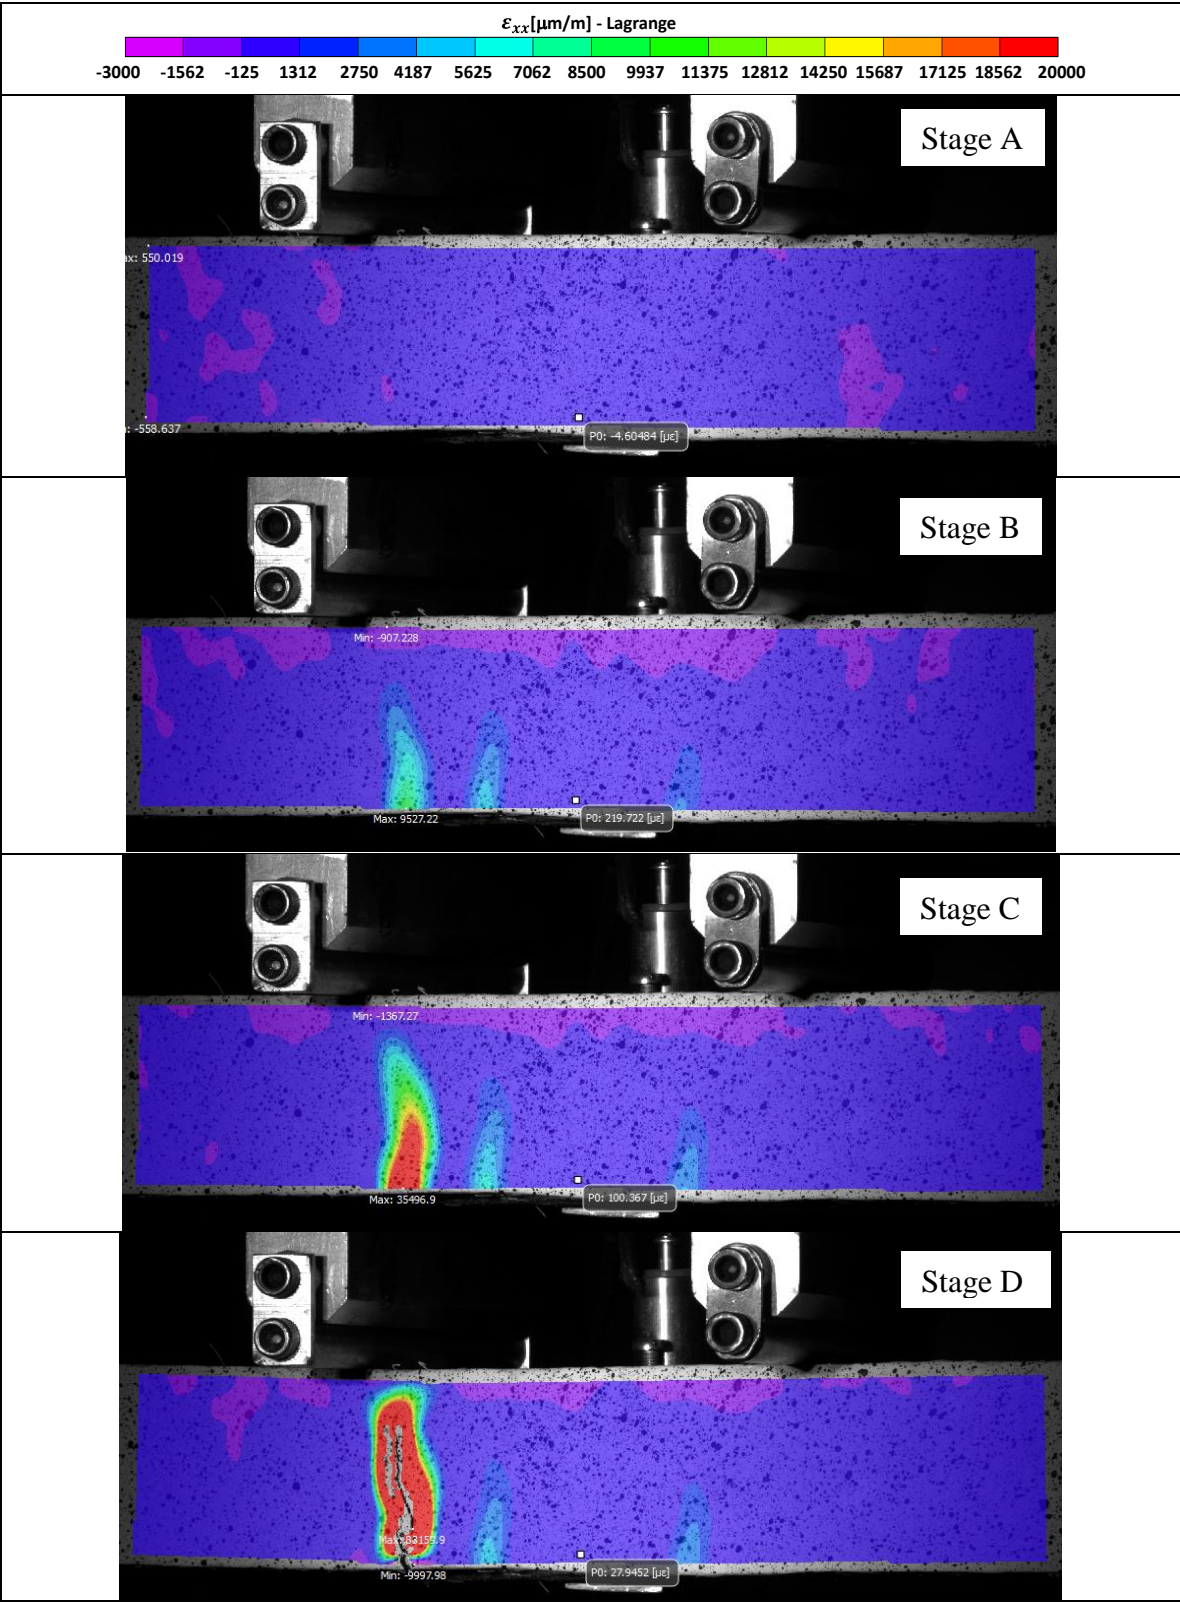 εxx[μm/m] - Lagrange
-3000 -1562 -125 1312 2750 4187 5625 7062 8500 9937 11375 12812 14250 15687 17125 18562 20000
Stage A
ax: 550.019
: -558.637
P0: -4.60484 [με]
Stage B
Min: -907.228
Max: 9527.22
P0: 219.722 [με]
Stage C
Min: -1367.27
Max: 35496.9
P0: 100.367 [με]
Stage D
Max: 83159.9
Min: -9997.98
P0: 27.9452 [με]